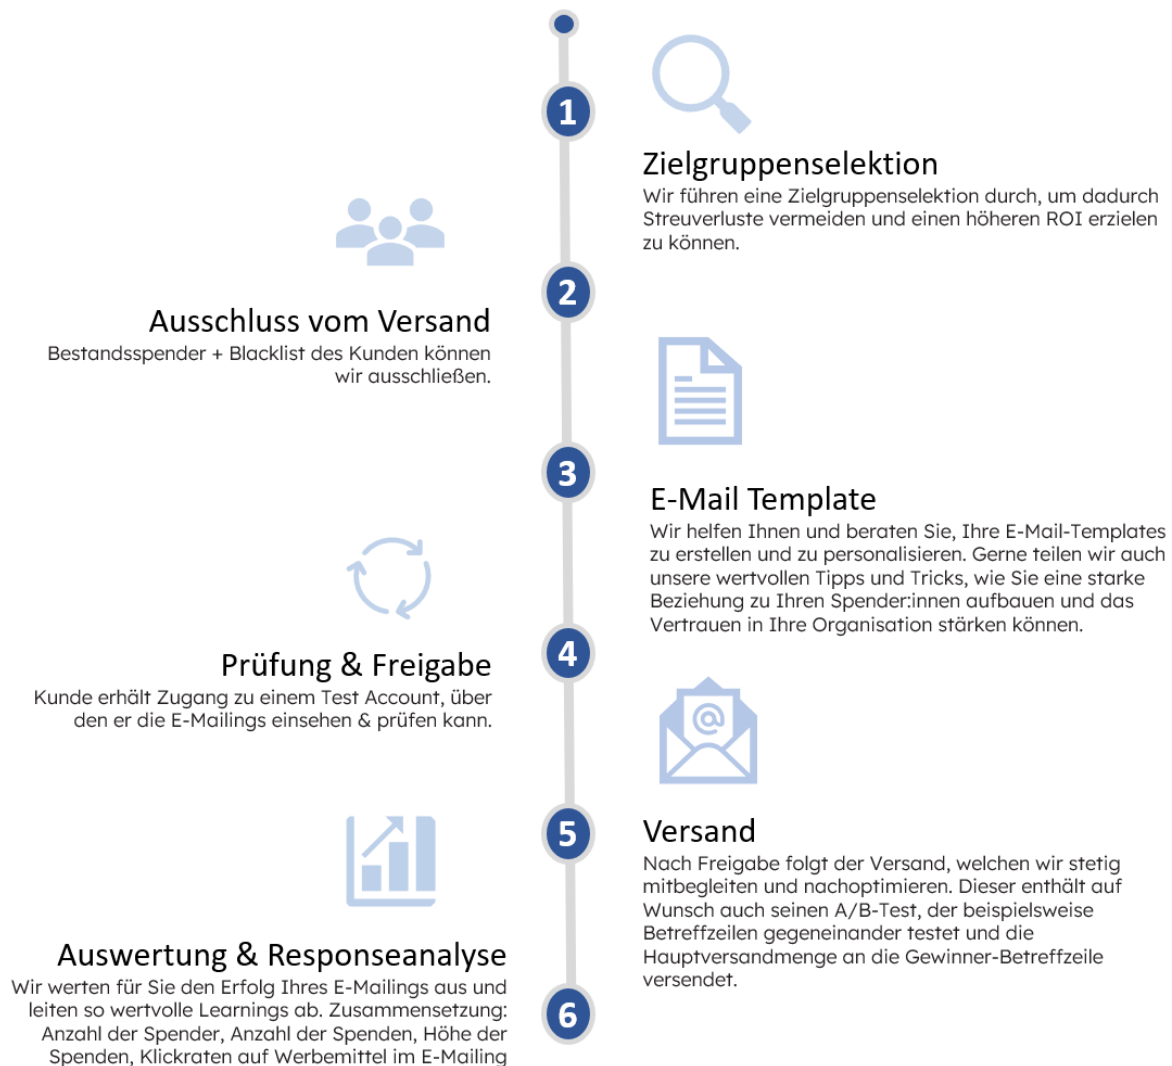 1
Zielgruppenselektion
Wir führen eine Zielgruppenselektion durch, um dadurch
Streuverluste vermeiden und einen höheren ROI erzielen
zu können.
2
Ausschluss vom Versand
Bestandsspender + Blacklist des Kunden können
wir ausschließen.
3
E-Mail Template
Wir helfen Ihnen und beraten Sie, Ihre E-Mail-Templates
zu erstellen und zu personalisieren. Gerne teilen wir auch
unsere wertvollen Tipps und Tricks, wie Sie eine starke
Beziehung zu Ihren Spender:innen aufbauen und das
Vertrauen in Ihre Organisation stärken können.
4
Prüfung & Freigabe
Kunde erhält Zugang zu einem Test Account, über
den er die E-Mailings einsehen & prüfen kann.
@
5
Versand
Nach Freigabe folgt der Versand, welchen wir stetig
mitbegleiten und nachoptimieren. Dieser enthält auf
Wunsch auch seinen A/B-Test, der beispielsweise
Betreffzeilen gegeneinander testet und die
Hauptversandmenge an die Gewinner-Betreffzeile
versendet.
6
Auswertung & Responseanalyse
Wir werten für Sie den Erfolg Ihres E-Mailings aus und
leiten so wertvolle Learnings ab. Zusammensetzung:
Anzahl der Spender, Anzahl der Spenden, Höhe der
Spenden, Klickraten auf Werbemittel im E-Mailing